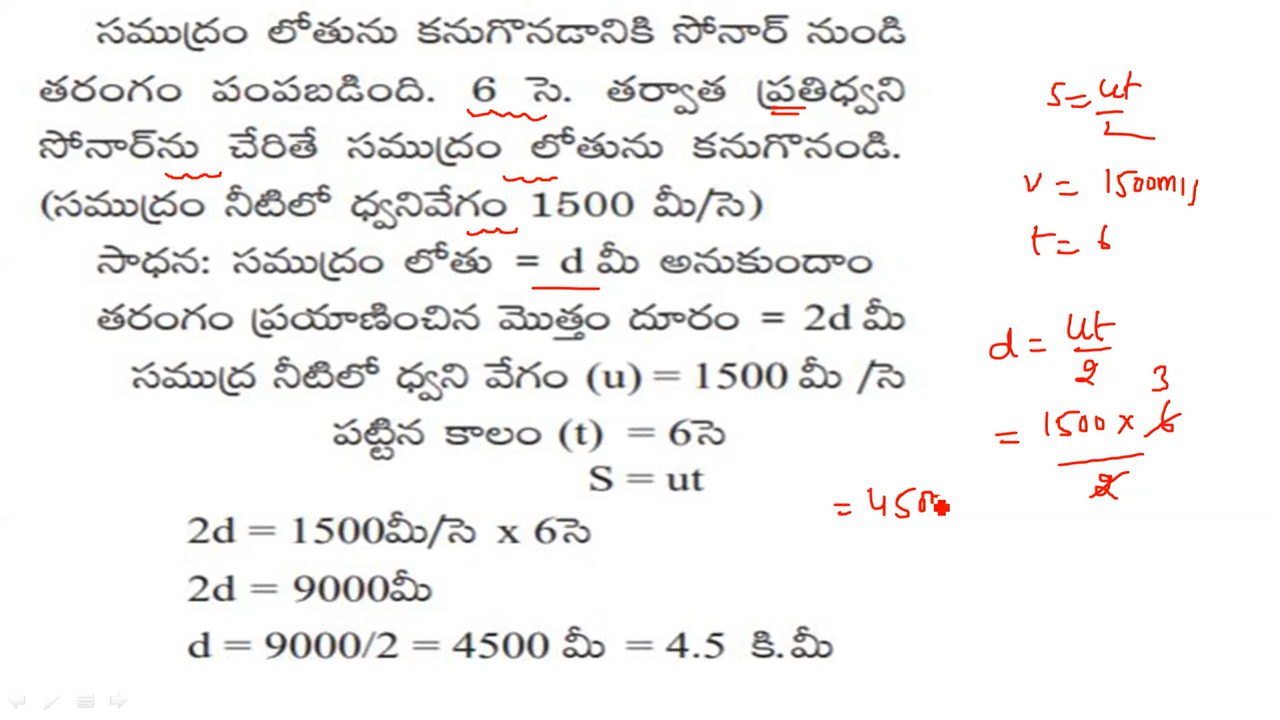 సముద్రం లోతును కనుగొనడానికి సోనార్ నుండి
తరంగం పంపబడింది. 6 సె. తర్వాత ప్రతిధ్వని
సోనార్‌ను చేరితే సముద్రం లోతును కనుగొనండి.
(సముద్రం నీటిలో ధ్వనివేగం 1500 మీ/సె)
సాధన: సముద్రం లోతు = d మీ అనుకుందాం
తరంగం ప్రయాణించిన మొత్తం దూరం = 2d మీ
సముద్ర నీటిలో ధ్వని వేగం (u) = 1500 మీ /సె
పట్టిన కాలం (t) = 6సె
S = ut
2d = 1500మీ/సె x 6సె
2d = 9000మీ
d = 9000/2 = 4500 మీ = 4.5 కి.మీ
S = ut
v = 1500m/s
t = 6
d = ut
2
3
= 1500 x 6
2
= 450